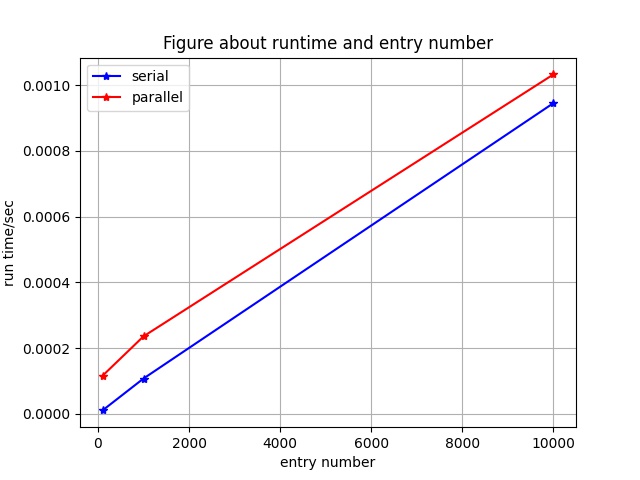 Figure about runtime and entry number
serial
parallel
0.0010
0.0008
0.0006
0.0004
0.0002
0.0000
run time/sec
0 2000 4000 6000 8000 10000
entry number